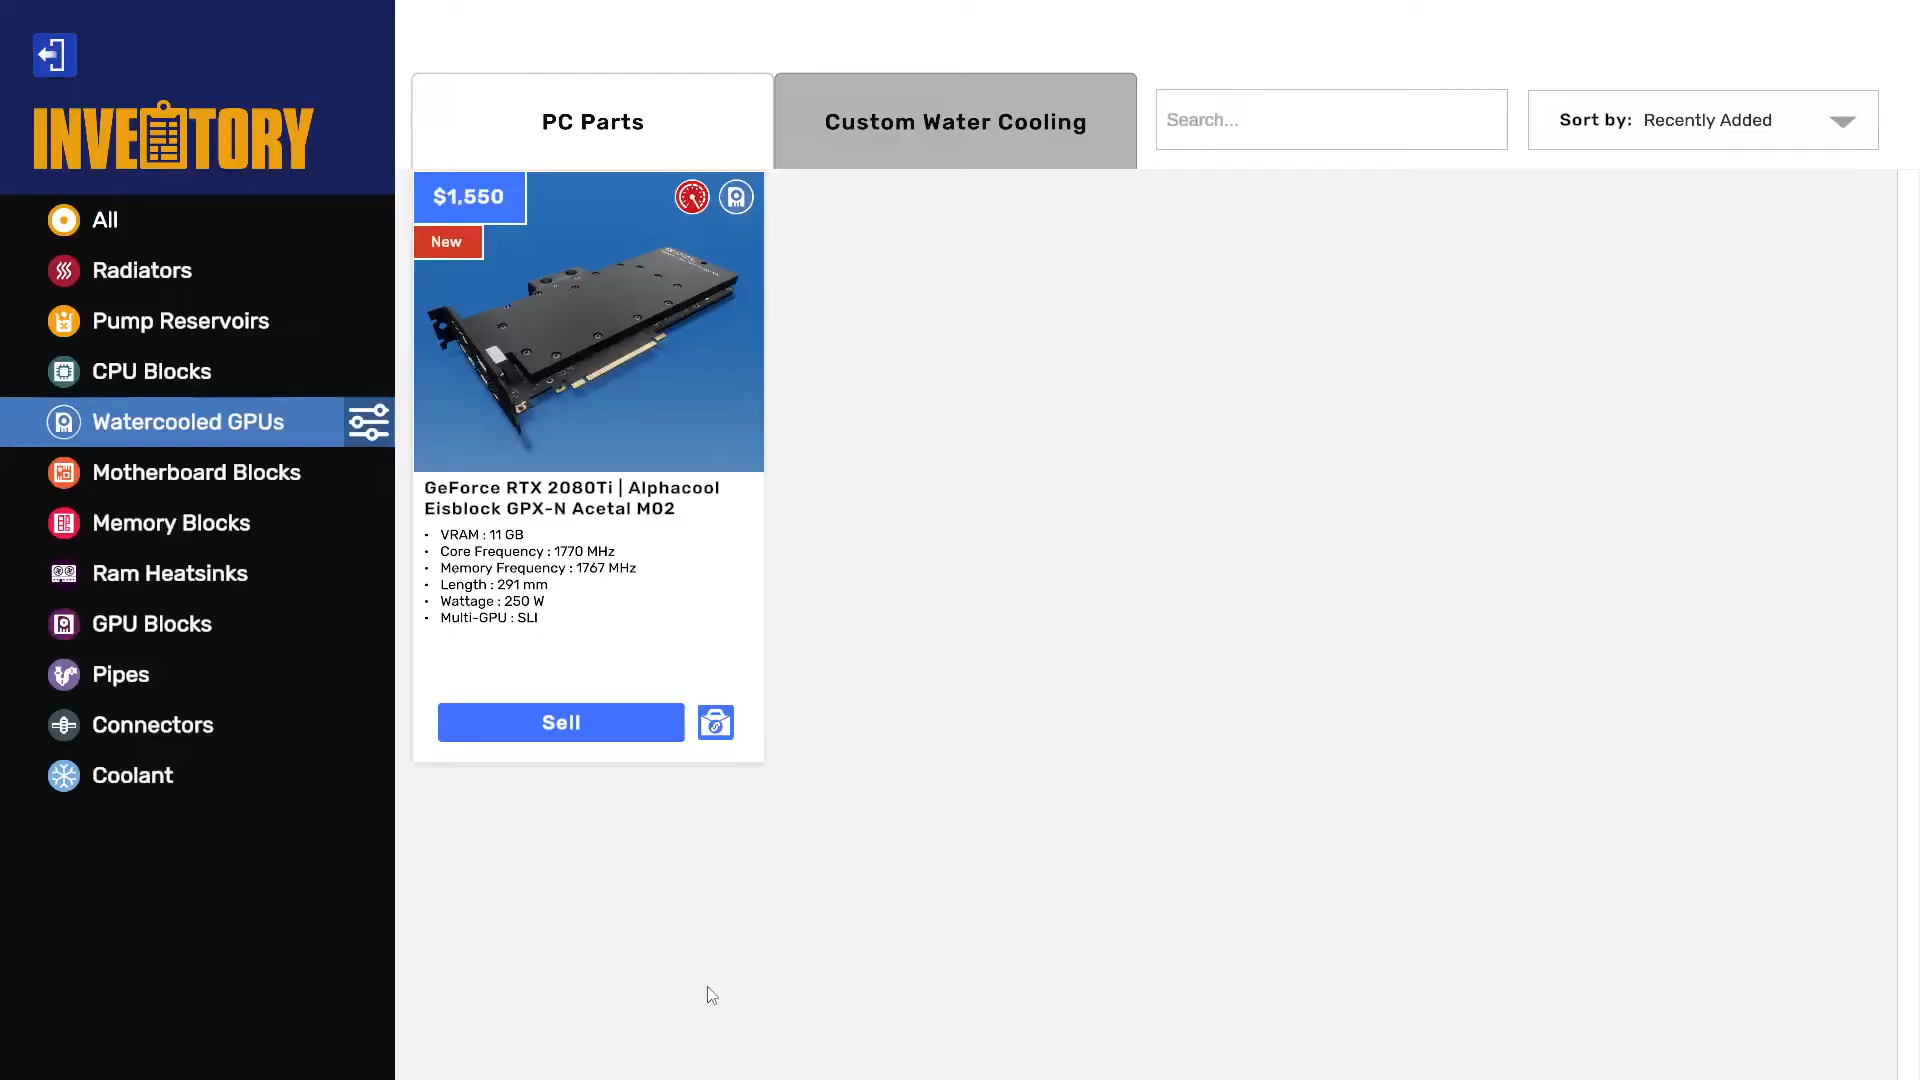 INVENTORY
All
Radiators
Pump Reservoirs
CPU Blocks
Watercooled GPUs
Motherboard Blocks
Memory Blocks
Ram Heatsinks
GPU Blocks
Pipes
Connectors
Coolant
PC Parts
Custom Water Cooling
Search...
Sort by: Recently Added
$1,550
New
GeForce RTX 2080Ti | Alphacool
Eisblock GPX-N Acetal M02
• VRAM : 11 GB
• Core Frequency : 1770 MHz
• Memory Frequency : 1767 MHz
• Length : 291 mm
• Wattage : 250 W
• Multi-GPU : SLI
Sell